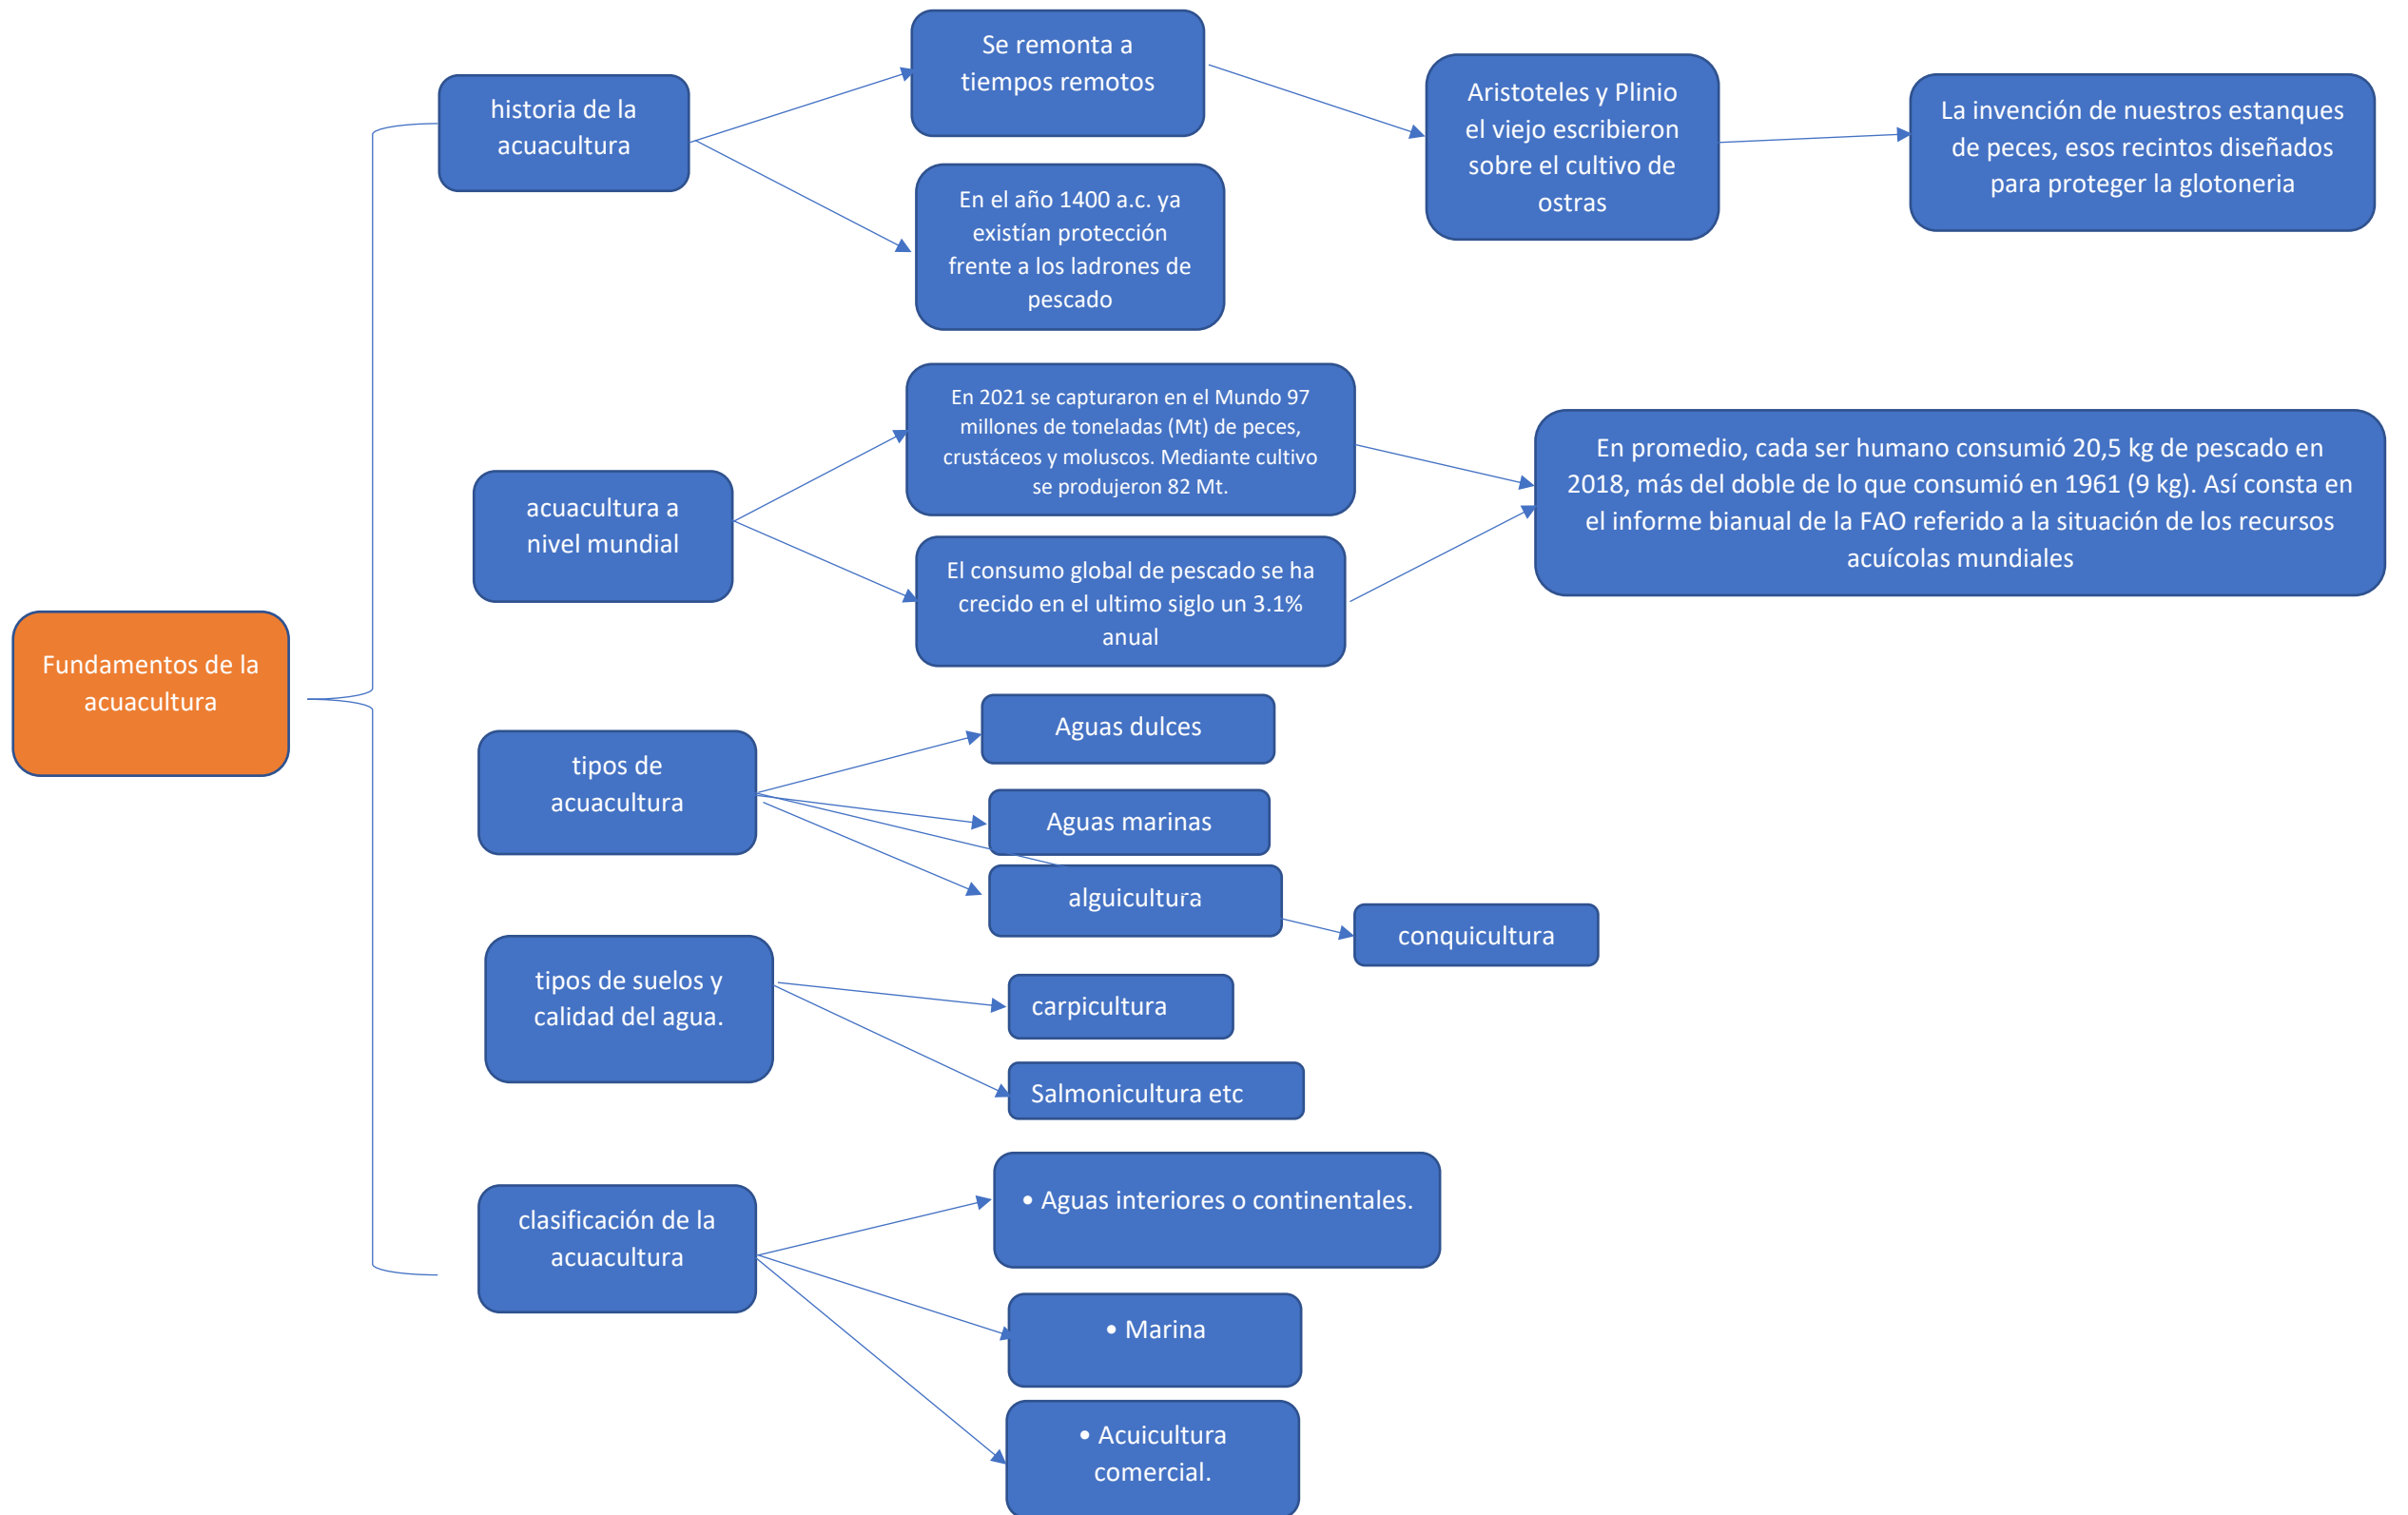 Fundamentos de la
acuacultura
historia de la
acuacultura
Se remonta a
tiempos remotos
Aristoteles y Plinio
el viejo escribieron
sobre el cultivo de
ostras
La invención de nuestros estanques
de peces, esos recintos diseñados
para proteger la glotoneria
En el año 1400 a.c. ya
existían protección
frente a los ladrones de
pescado
acuacultura a
nivel mundial
En 2021 se capturaron en el Mundo 97
millones de toneladas (Mt) de peces,
crustáceos y moluscos. Mediante cultivo
se produjeron 82 Mt.
El consumo global de pescado se ha
crecido en el ultimo siglo un 3.1%
anual
En promedio, cada ser humano consumió 20,5 kg de pescado en
2018, más del doble de lo que consumió en 1961 (9 kg). Así consta en
el informe bianual de la FAO referido a la situación de los recursos
acuícolas mundiales
tipos de
acuacultura
Aguas dulces
Aguas marinas
alguicultura
conquicultura
tipos de suelos y
calidad del agua.
carpicultura
Salmonicultura etc
clasificación de la
acuacultura
• Aguas interiores o continentales.
• Marina
• Acuicultura
comercial.